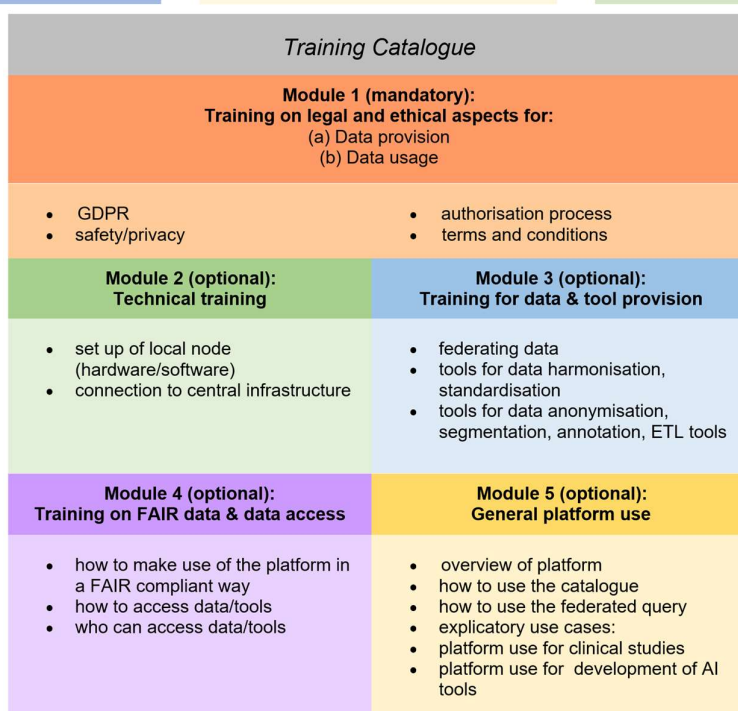 Training Catalogue
Module 1 (mandatory):
Training on legal and ethical aspects for:
(a) Data provision
(b) Data usage
• GDPR
• safety/privacy
• authorisation process
• terms and conditions
Module 2 (optional):
Technical training
Module 3 (optional):
Training for data & tool provision
• set up of local node
(hardware/software)
• connection to central infrastructure
• federating data
• tools for data harmonisation,
standardisation
• tools for data anonymisation,
segmentation, annotation, ETL tools
Module 4 (optional):
Training on FAIR data & data access
Module 5 (optional):
General platform use
• how to make use of the platform in
a FAIR compliant way
• how to access data/tools
• who can access data/tools
• overview of platform
• how to use the catalogue
• how to use the federated query
• explicatory use cases:
• platform use for clinical studies
• platform use for development of AI
tools